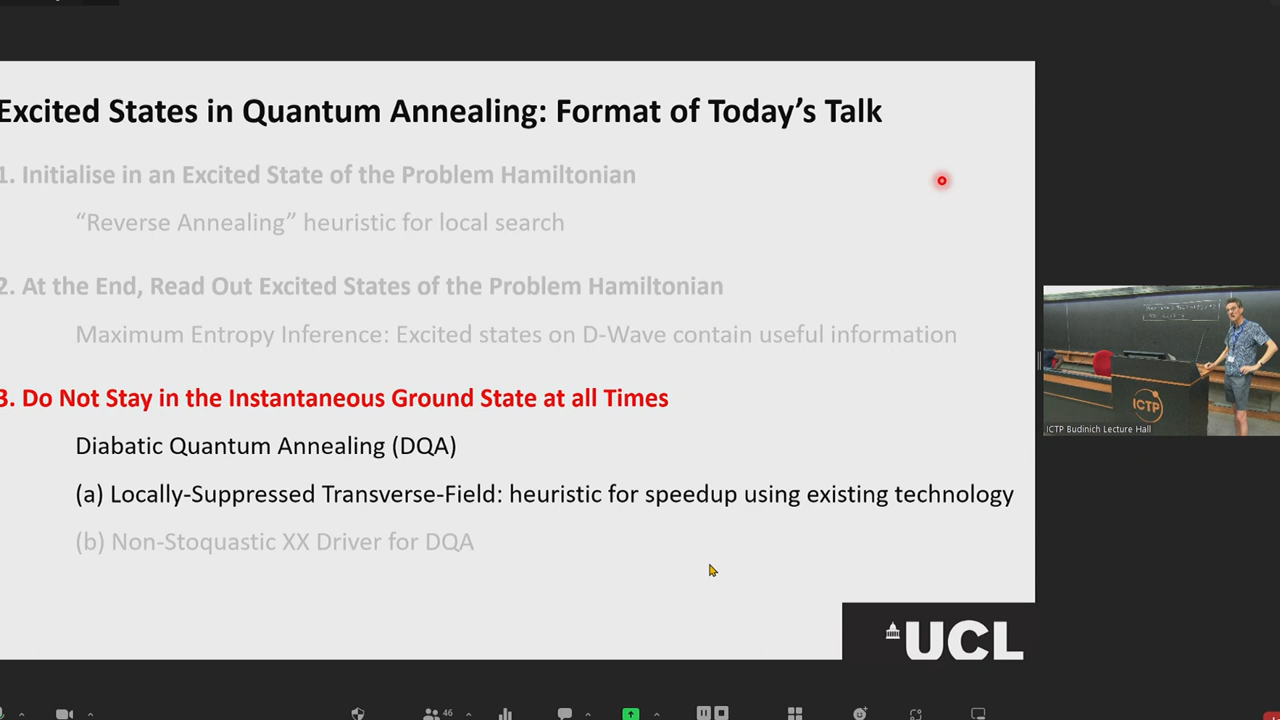 Excited States in Quantum Annealing: Format of Today's Talk
1. Initialise in an Excited State of the Problem Hamiltonian
"Reverse Annealing" heuristic for local search
2. At the End, Read Out Excited States of the Problem Hamiltonian
Maximum Entropy Inference: Excited states on D-Wave contain useful information
3. Do Not Stay in the Instantaneous Ground State at all Times
Diabatic Quantum Annealing (DQA)
(a) Locally-Suppressed Transverse-Field: heuristic for speedup using existing technology
(b) Non-Stoquastic XX Driver for DQA
UCL
ICTP
ICTP Budinich Lecture Hall
46